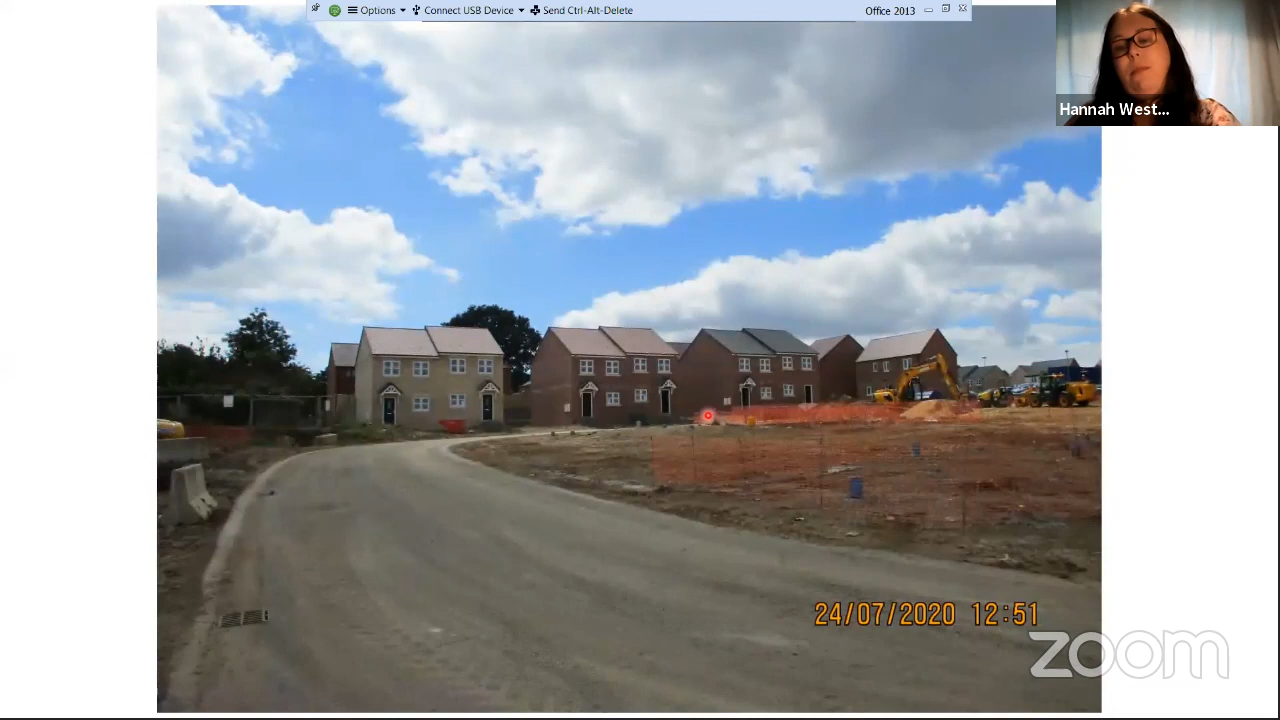 Options Connect USB Device Send Ctrl-Alt-Delete Office 2013
Hannah West...
24/07/2020 12:51
zoom